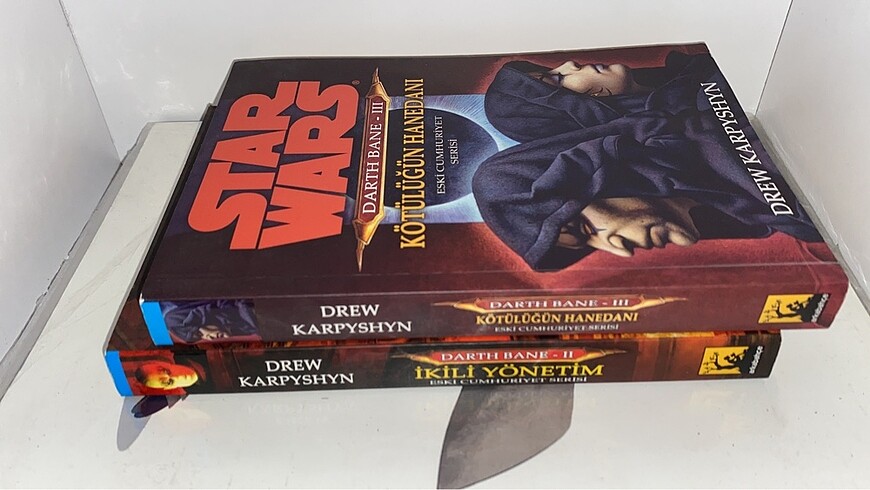 STAR
WARS®
DARTH BANE - III
KÖTÜLÜĞÜN HANEDANI
ESKİ CUMHURİYET
SERİSİ
DREW KARPYSHYN
DREW
KARPYSHYN
DARTH BANE - III
KÖTÜLÜĞÜN HANEDANI
ESKİ CUMHURİYET SERİSİ
arkabahçe
DREW
KARPYSHYN
DARTH BANE - II
İKİLİ YÖNETİM
ESKİ CUMHURİYET SERİSİ
arkabahçe